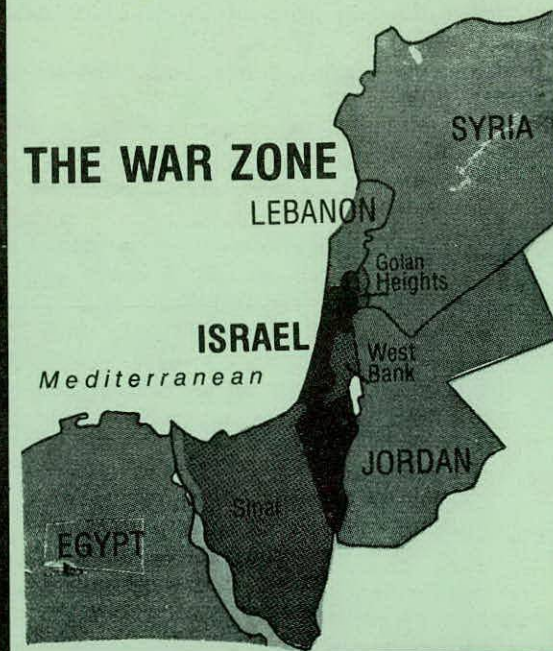 THE WAR ZONE
SYRIA
LEBANON
Golan
Heights
ISRAEL
West
Bank
Mediterranean
JORDAN
Sinai
EGYPT